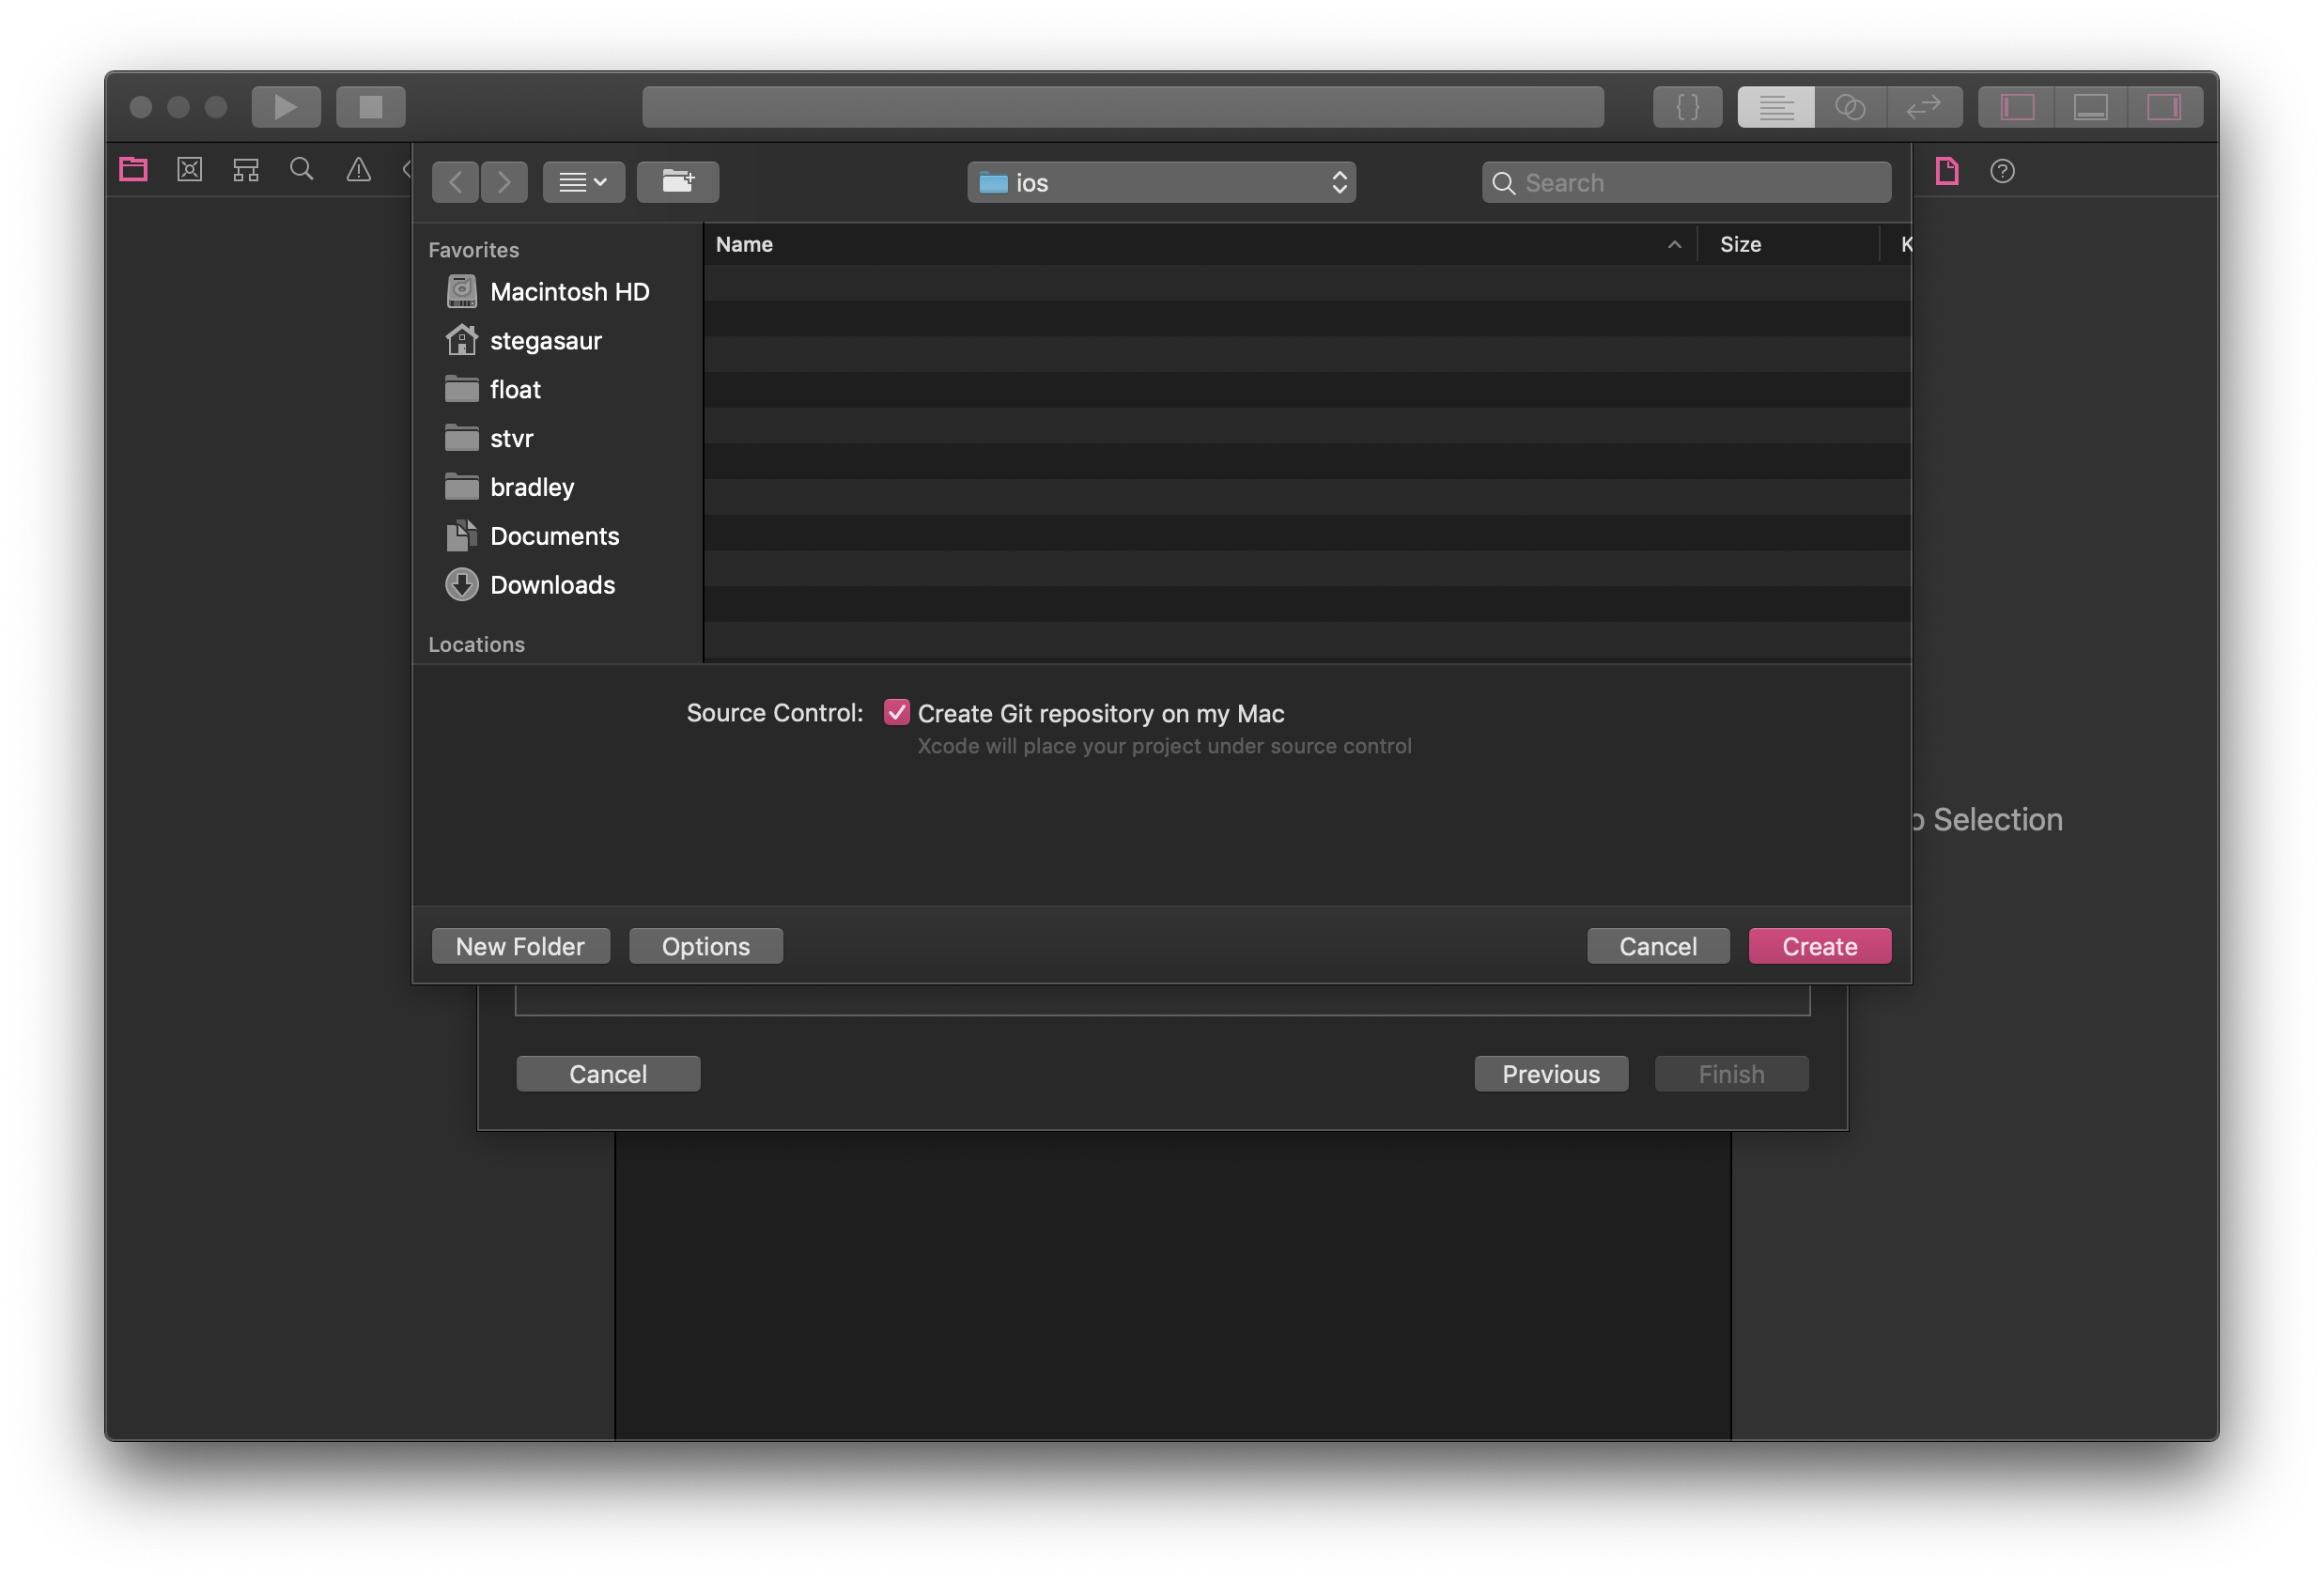 ios
Search
Favorites
Macintosh HD
stegasaur
float
stvr
bradley
Documents
Downloads
Locations
Name
Size
K
Source Control:
Create Git repository on my Mac
Xcode will place your project under source control
o Selection
New Folder
Options
Cancel
Create
Cancel
Previous
Finish